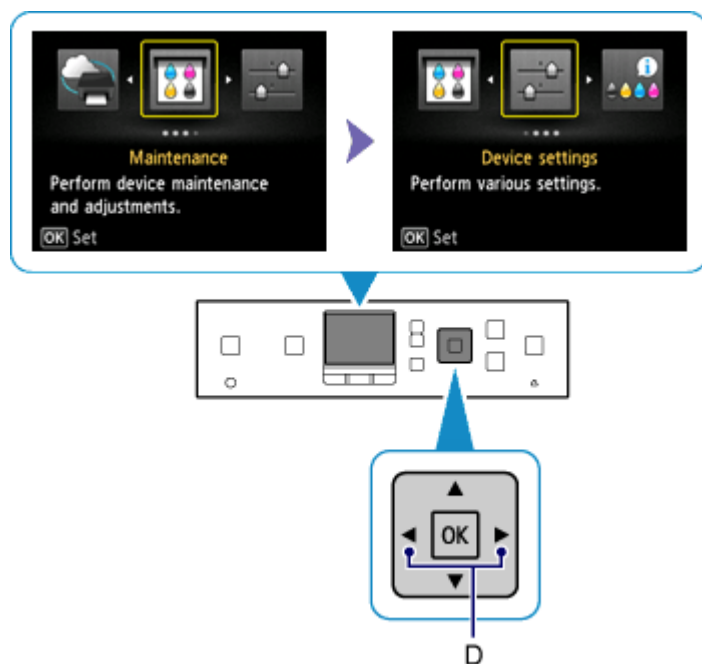 Maintenance
Perform device maintenance
and adjustments.
OK Set
Device settings
Perform various settings.
OK Set
OK
D